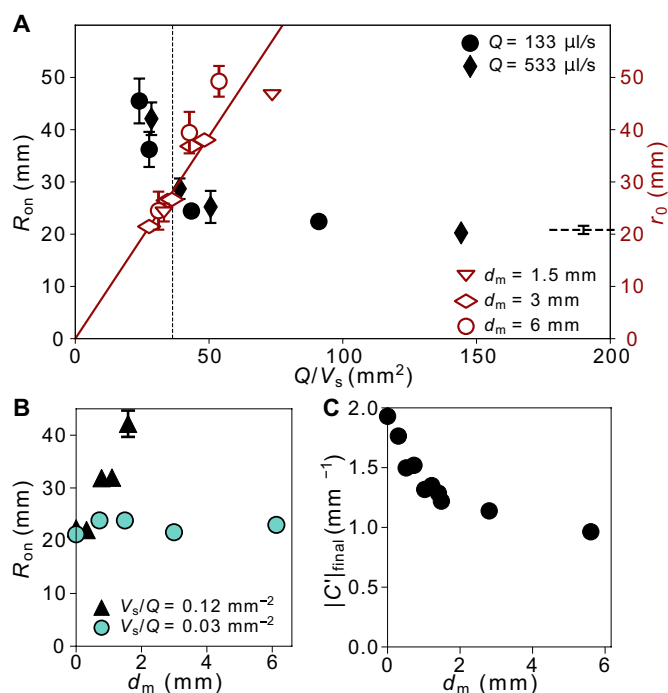 A
Q = 133 µl/s
Q = 533 µl/s
50
40
30
20
10
0
R_on (mm)
50
40
30
20
10
0
r_0 (mm)
d_m = 1.5 mm
d_m = 3 mm
d_m = 6 mm
0 50 100 150 200
Q/V_s (mm²)
B
40
30
20
10
0
R_on (mm)
V_s/Q = 0.12 mm⁻²
V_s/Q = 0.03 mm⁻²
0 2 4 6
d_m (mm)
C
2.0
1.5
1.0
0.5
0.0
|C'|_final (mm⁻¹)
0 2 4 6
d_m (mm)